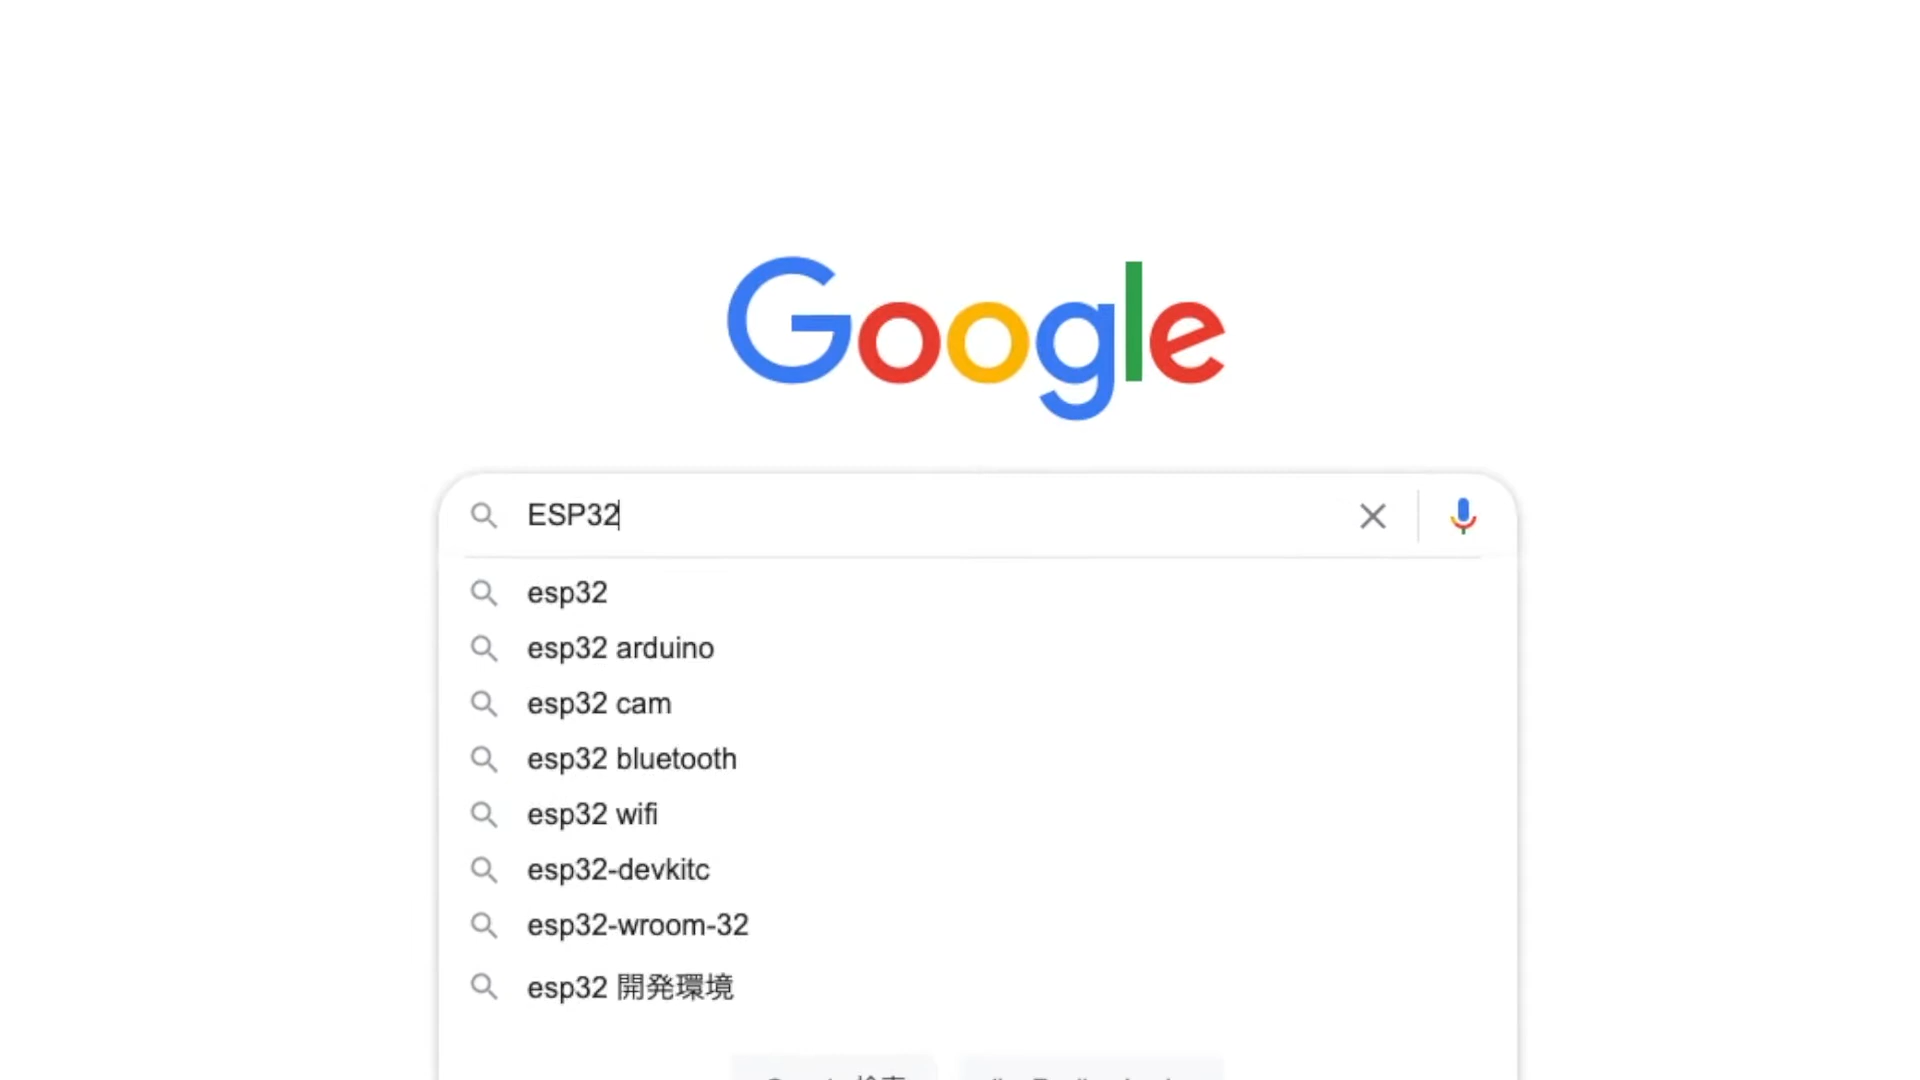 Google
ESP32
esp32
esp32 arduino
esp32 cam
esp32 bluetooth
esp32 wifi
esp32-devkitc
esp32-wroom-32
esp32 開発環境